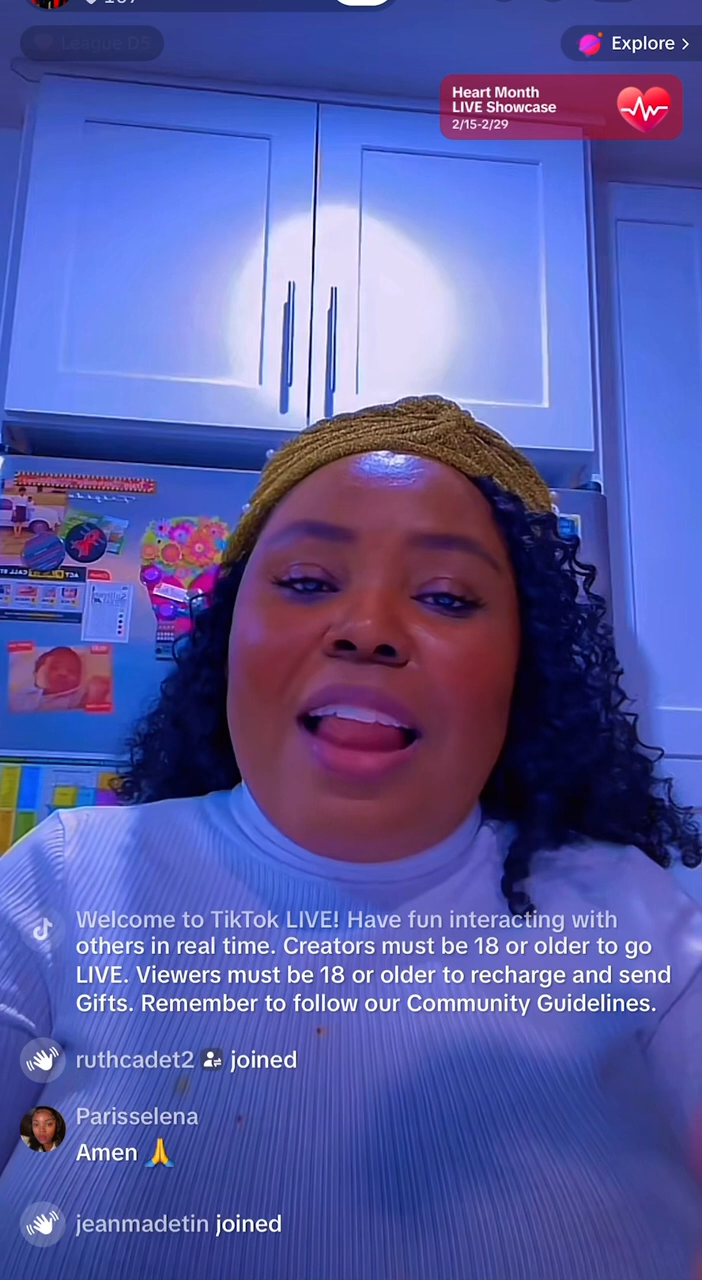 League D5
Explore >
Heart Month
LIVE Showcase
2/15-2/29
Welcome to TikTok LIVE! Have fun interacting with
others in real time. Creators must be 18 or older to go
LIVE. Viewers must be 18 or older to recharge and send
Gifts. Remember to follow our Community Guidelines.
ruthcadet2 joined
Parisselena
Amen 🙏
jeanmadetin joined